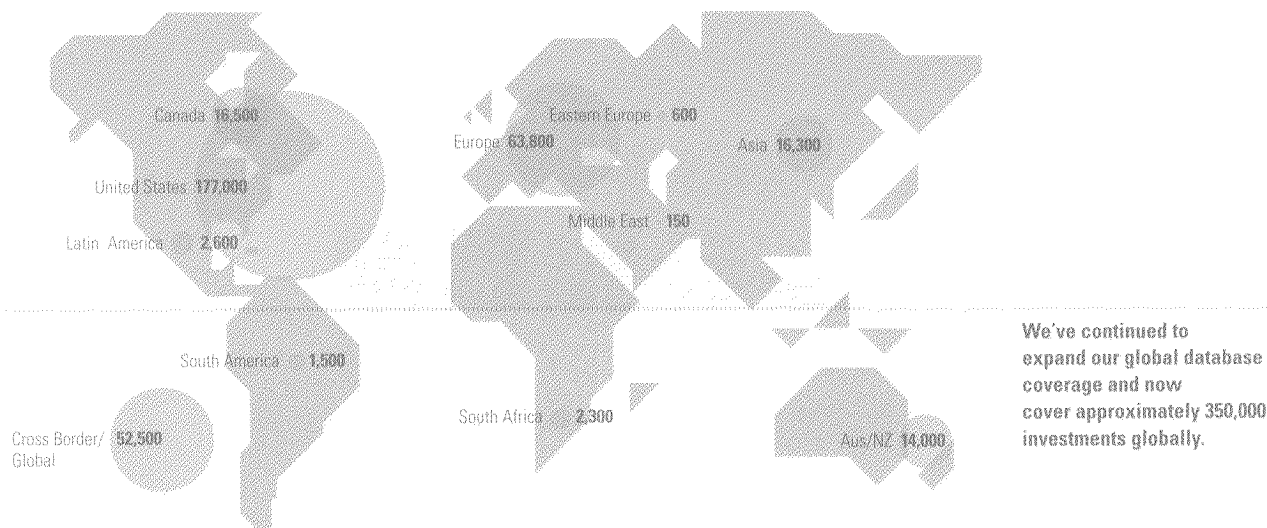 Canada 16,500
Eastern Europe 600
Europe 63,800
Asia 16,300
United States 177,000
Middle East 150
Latin America 2,600
We've continued to
expand our global database
coverage and now
cover approximately 350,000
investments globally.
South America 1,500
South Africa 2,300
Cross Border/ 52,500
Global
Aus/NZ 14,000